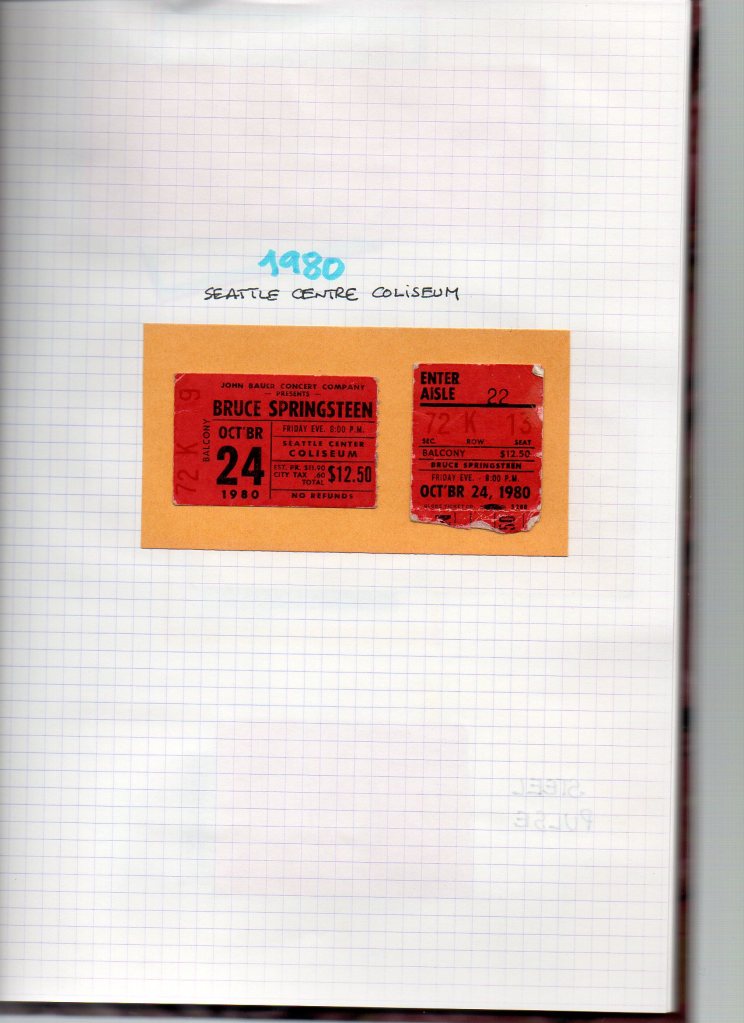 1980
SEATTLE CENTRE COLISEUM
JOHN BAUER CONCERT COMPANY
— PRESENTS —
BRUCE SPRINGSTEEN
72 K 9
BALCONY
OCT'BR
24
1980
FRIDAY EVE. 8:00 P.M.
SEATTLE CENTER
COLISEUM
EST. PR. $11.90
CITY TAX .60
TOTAL
$12.50
NO REFUNDS
ENTER
AISLE 22
72 K 13
SEC. ROW SEAT
BALCONY $12.50
BRUCE SPRINGSTEEN
FRIDAY EVE. - 8:00 P.M.
OCT'BR 24, 1980
STEEL
PULSE